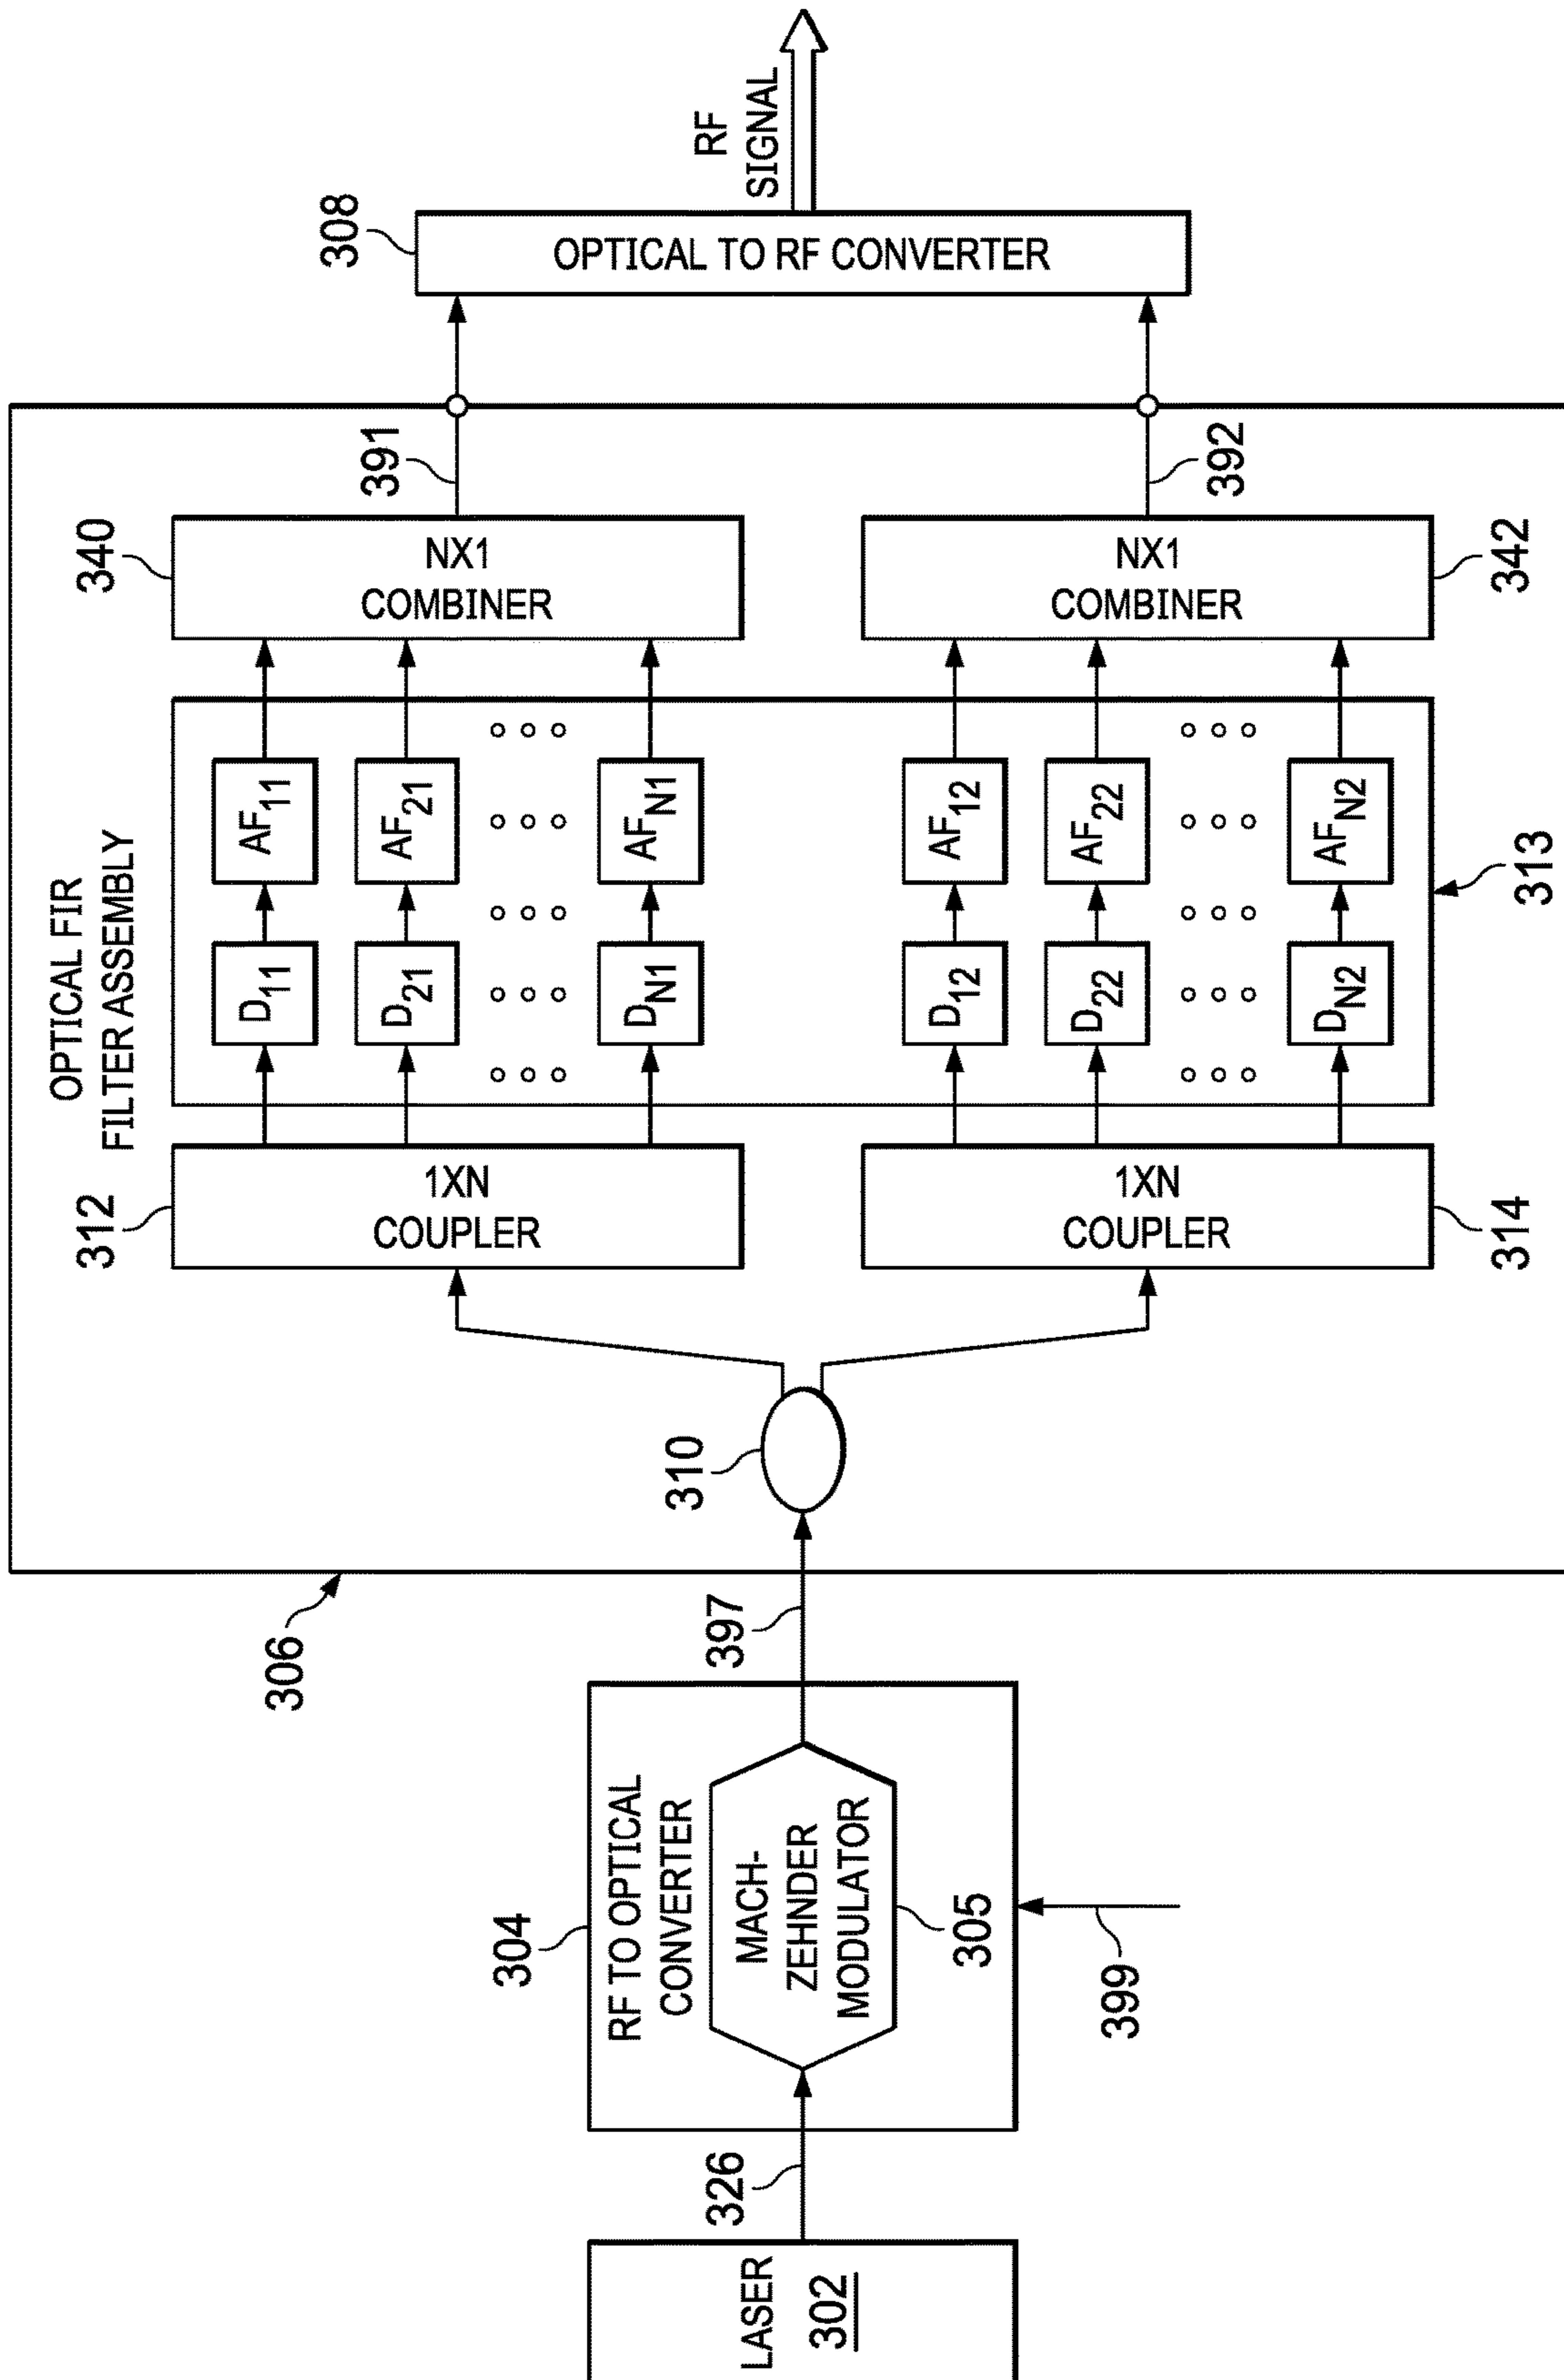 LASER
302
326
304
RF TO OPTICAL
CONVERTER
MACH-
ZEHNDER
MODULATOR
305
399
397
306
OPTICAL FIR
FILTER ASSEMBLY
310
312
1XN
COUPLER
1XN
COUPLER
314
D11
AF11
D21
AF21
DN1
AFN1
D12
AF12
D22
AF22
DN2
AFN2
313
340
NX1
COMBINER
NX1
COMBINER
342
391
392
308
OPTICAL TO RF CONVERTER
RF
SIGNAL